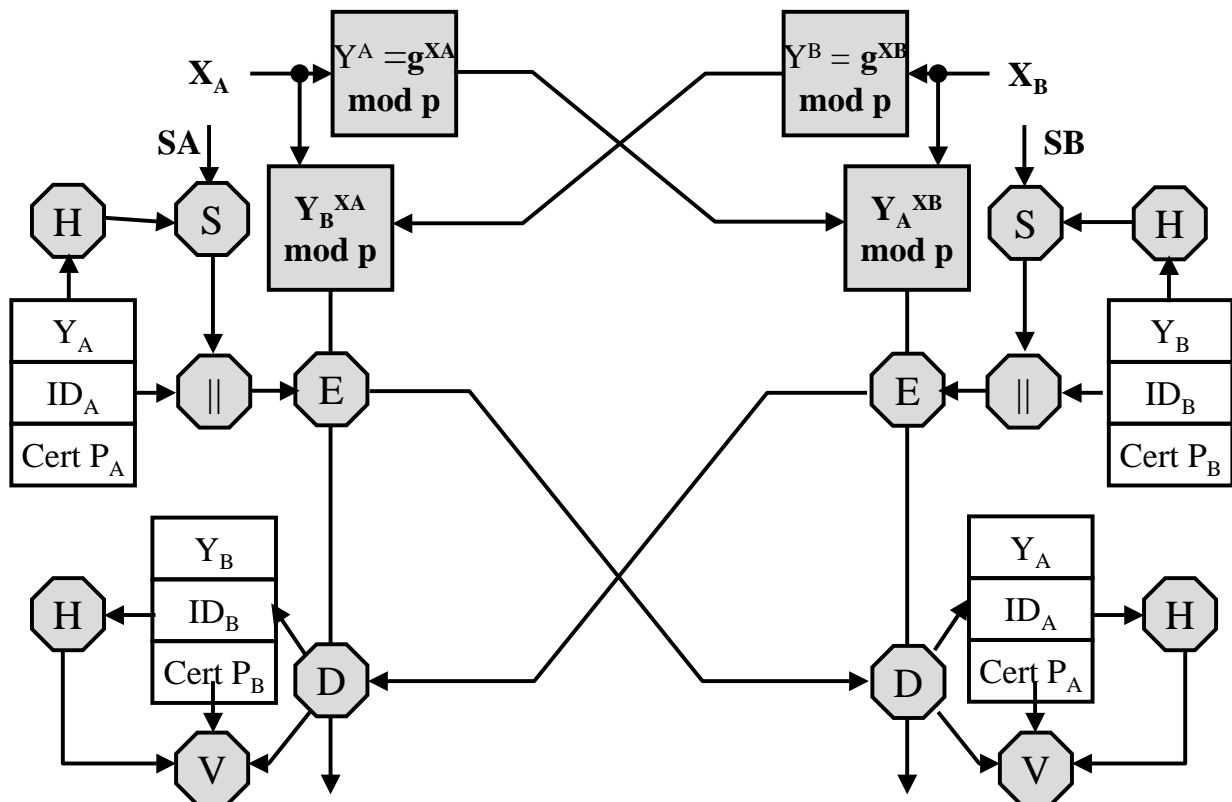 X_A
Y^A =g^XA
mod p
Y^B = g^XB
mod p
X_B
SA
SB
H
S
Y_B^XA
mod p
Y_A^XB
mod p
S
H
Y_A
ID_A
Cert P_A
||
E
E
||
Y_B
ID_B
Cert P_B
H
Y_B
ID_B
Cert P_B
D
V
D
Y_A
ID_A
Cert P_A
H
V